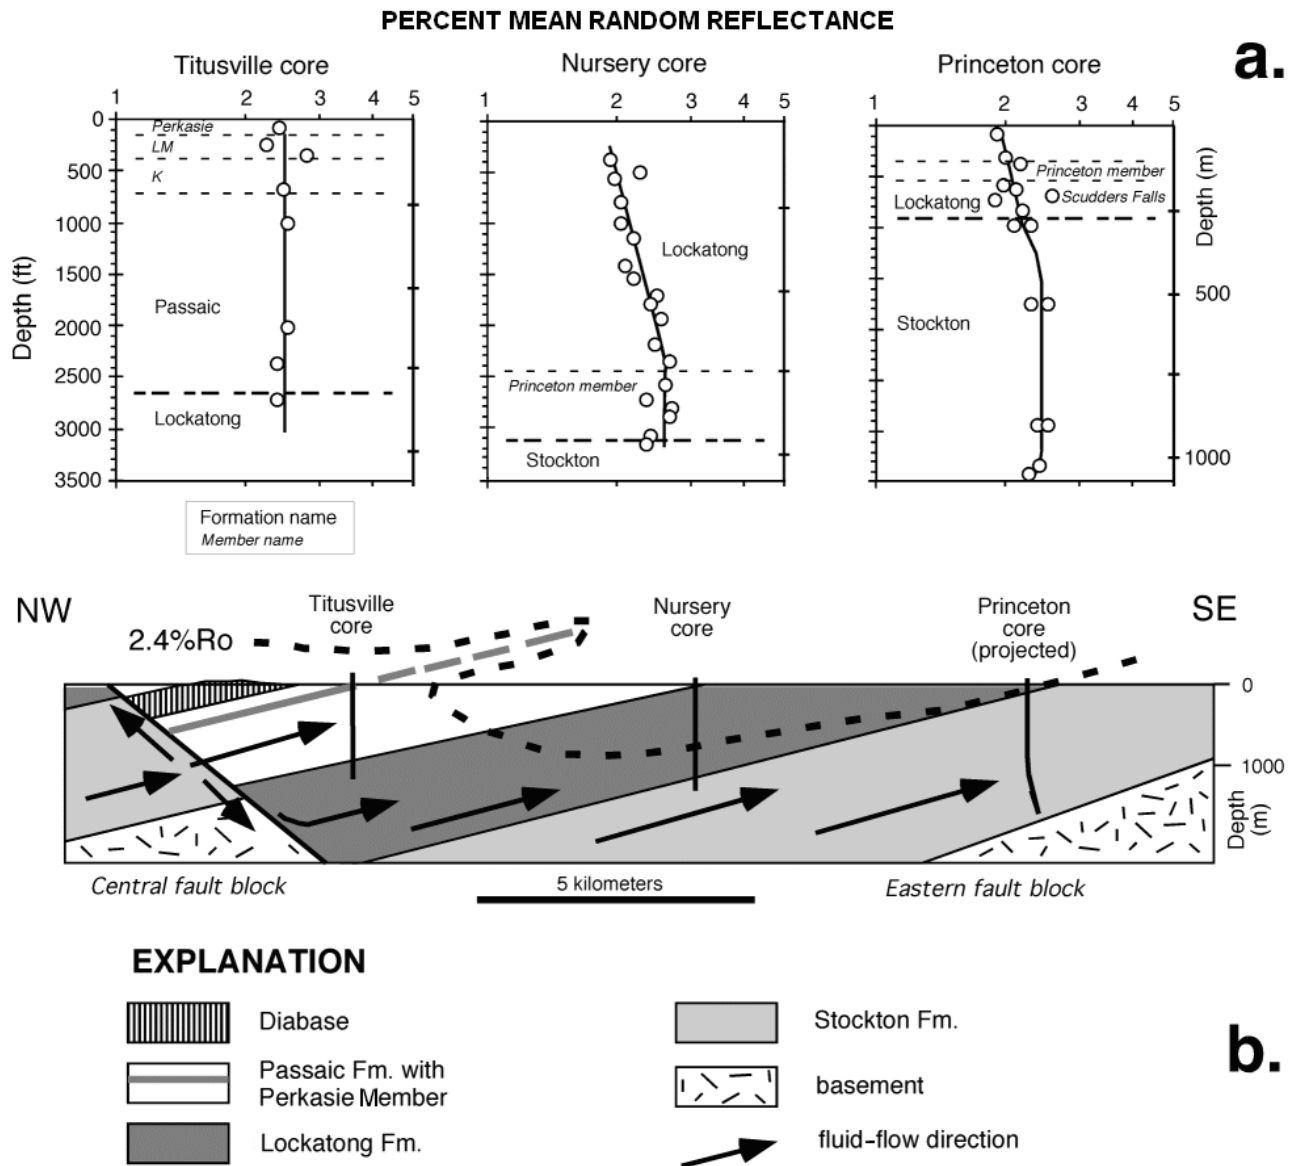 PERCENT MEAN RANDOM REFLECTANCE
a.
Titusville core
1 2 3 4 5
0
500
1000
1500
2000
2500
3000
3500
Depth (ft)
Perkasie
LM
K
Passaic
Lockatong
Formation name
Member name
Nursery core
1 2 3 4 5
Lockatong
Princeton member
Stockton
Princeton core
1 2 3 4 5
Princeton member
Lockatong
Scudders Falls
Stockton
Depth (m)
500
1000
NW
2.4%Ro
Titusville
core
Nursery
core
Princeton
core
(projected)
SE
0
1000
Depth
(m)
Central fault block
5 kilometers
Eastern fault block
EXPLANATION
Diabase
Passaic Fm. with
Perkasie Member
Lockatong Fm.
Stockton Fm.
basement
fluid-flow direction
b.